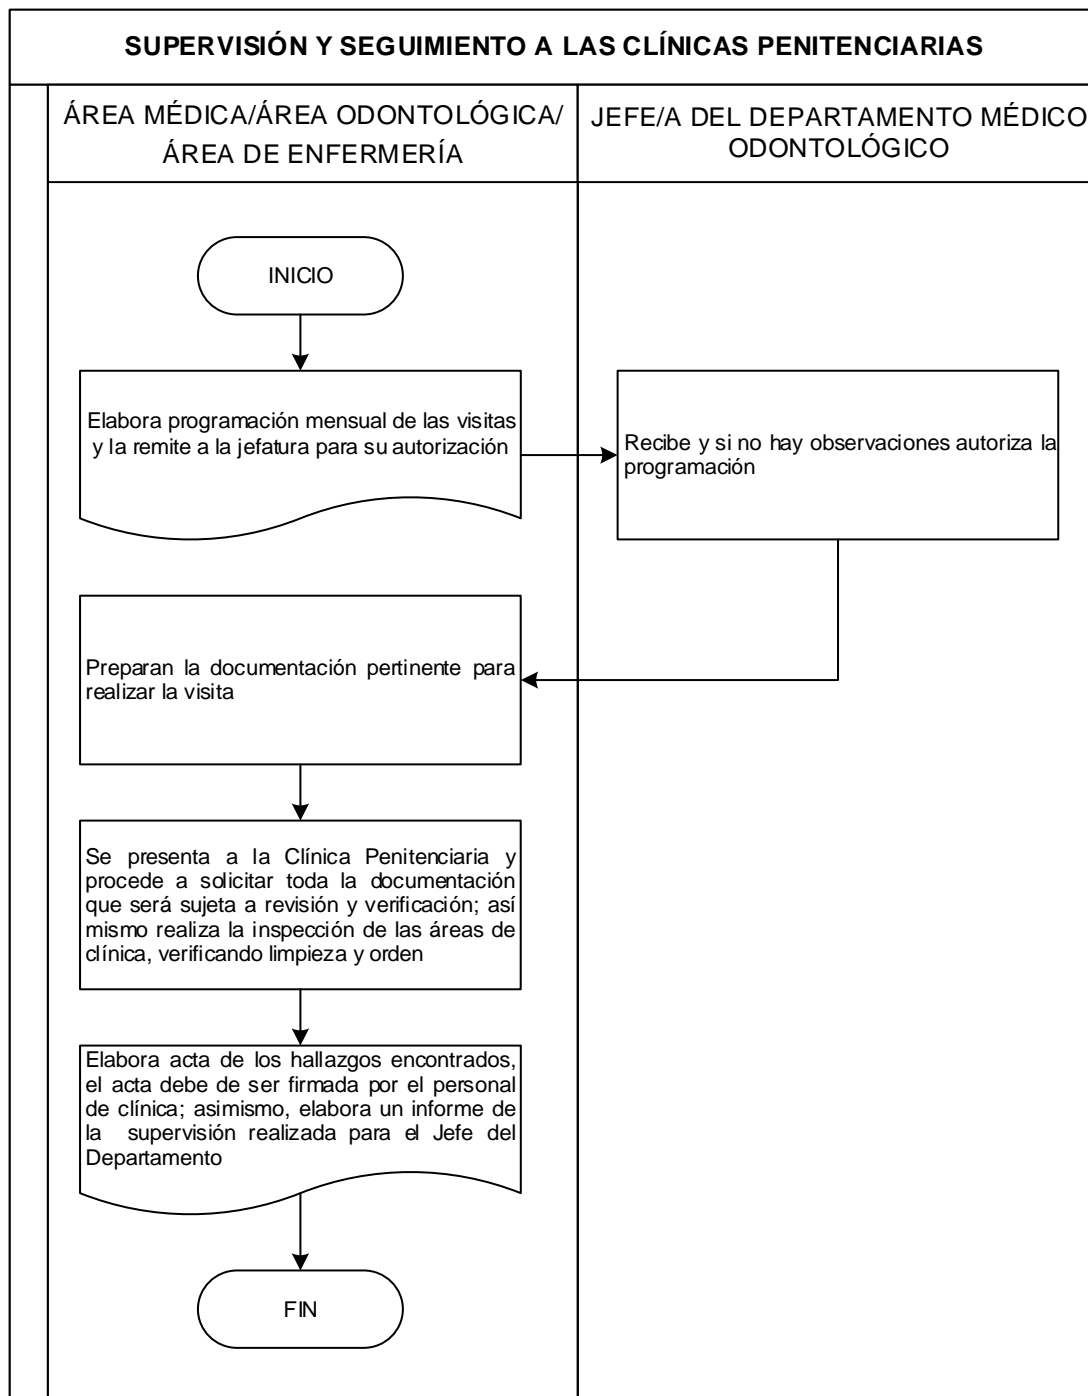 SUPERVISIÓN Y SEGUIMIENTO A LAS CLÍNICAS PENITENCIARIAS
ÁREA MÉDICA/ÁREA ODONTOLÓGICA/
ÁREA DE ENFERMERÍA
JEFE/A DEL DEPARTAMENTO MÉDICO
ODONTOLÓGICO
INICIO
Elabora programación mensual de las visitas
y la remite a la jefatura para su autorización
Recibe y si no hay observaciones autoriza la
programación
Preparan la documentación pertinente para
realizar la visita
Se presenta a la Clínica Penitenciaria y
procede a solicitar toda la documentación
que será sujeta a revisión y verificación; así
mismo realiza la inspección de las áreas de
clínica, verificando limpieza y orden
Elabora acta de los hallazgos encontrados,
el acta debe de ser firmada por el personal
de clínica; asimismo, elabora un informe de
la supervisión realizada para el Jefe del
Departamento
FIN